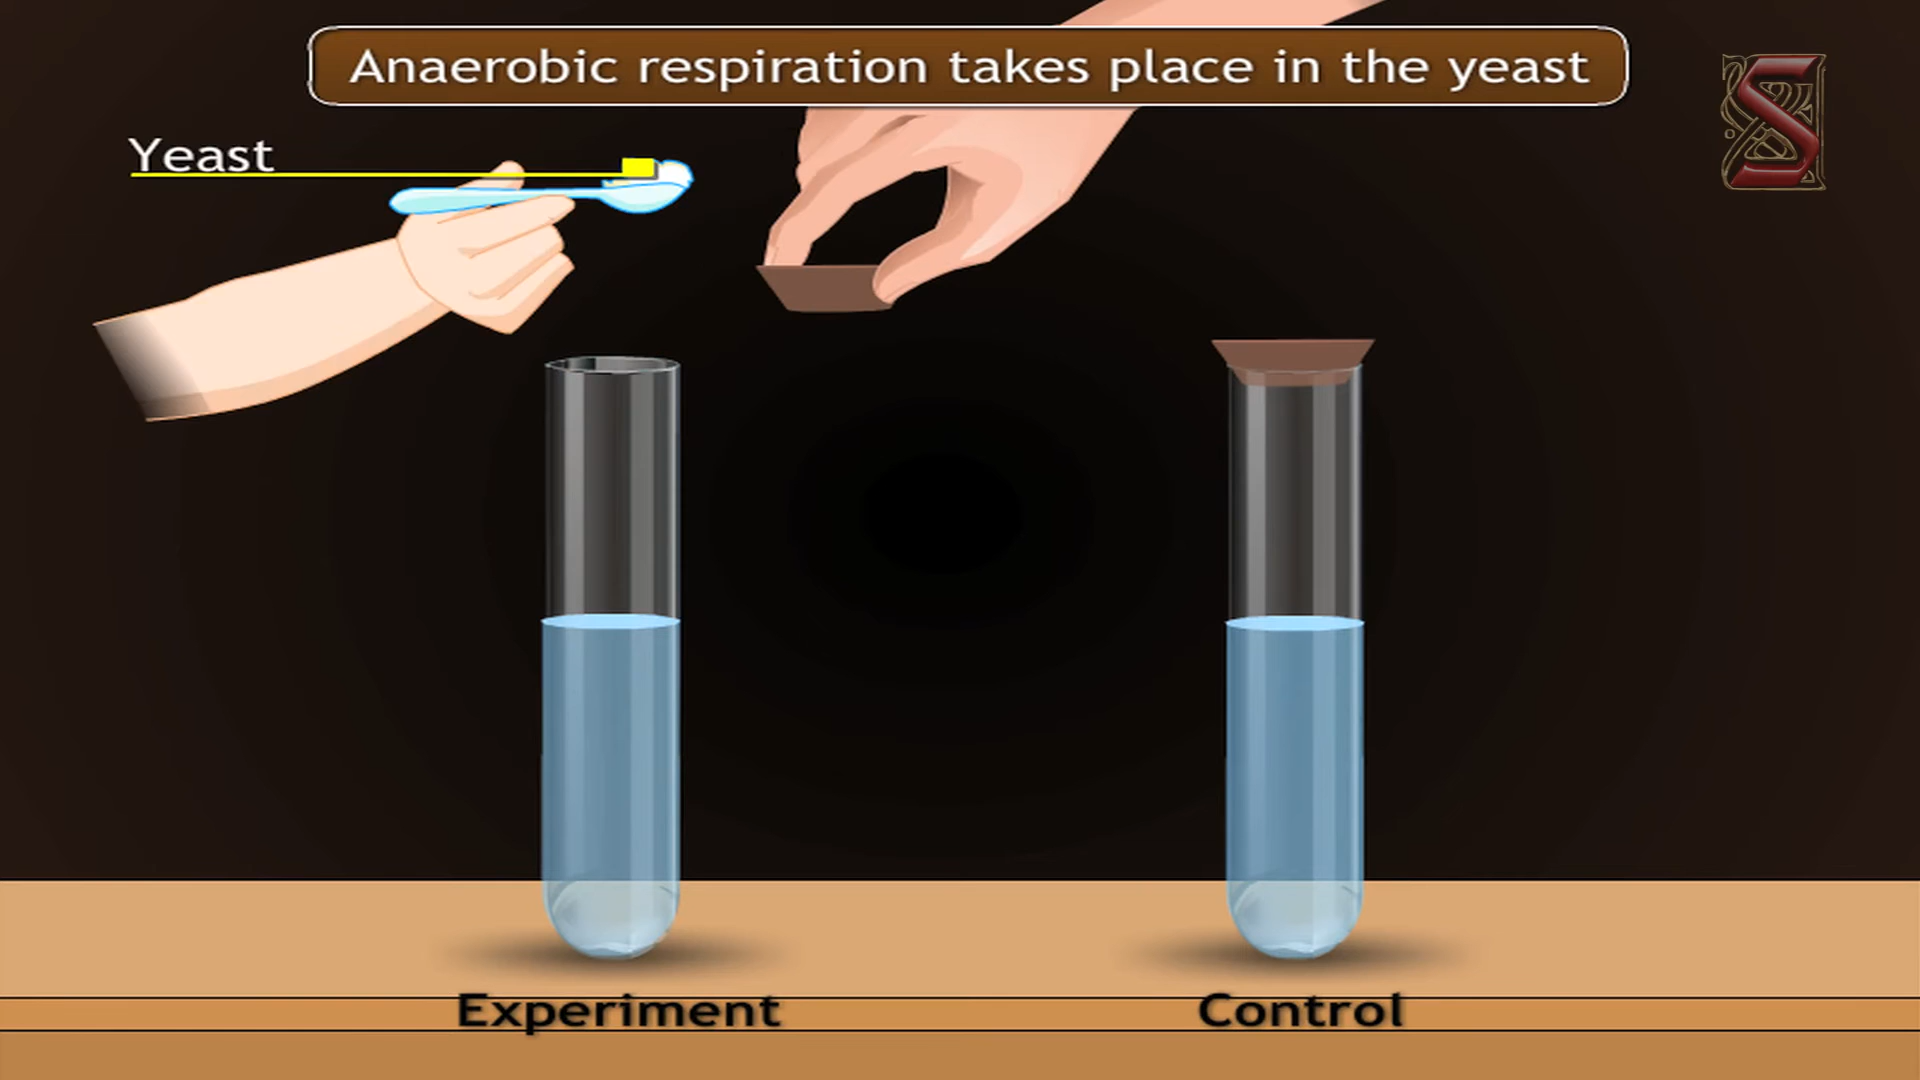 Anaerobic respiration takes place in the yeast
Yeast
Experiment
Control